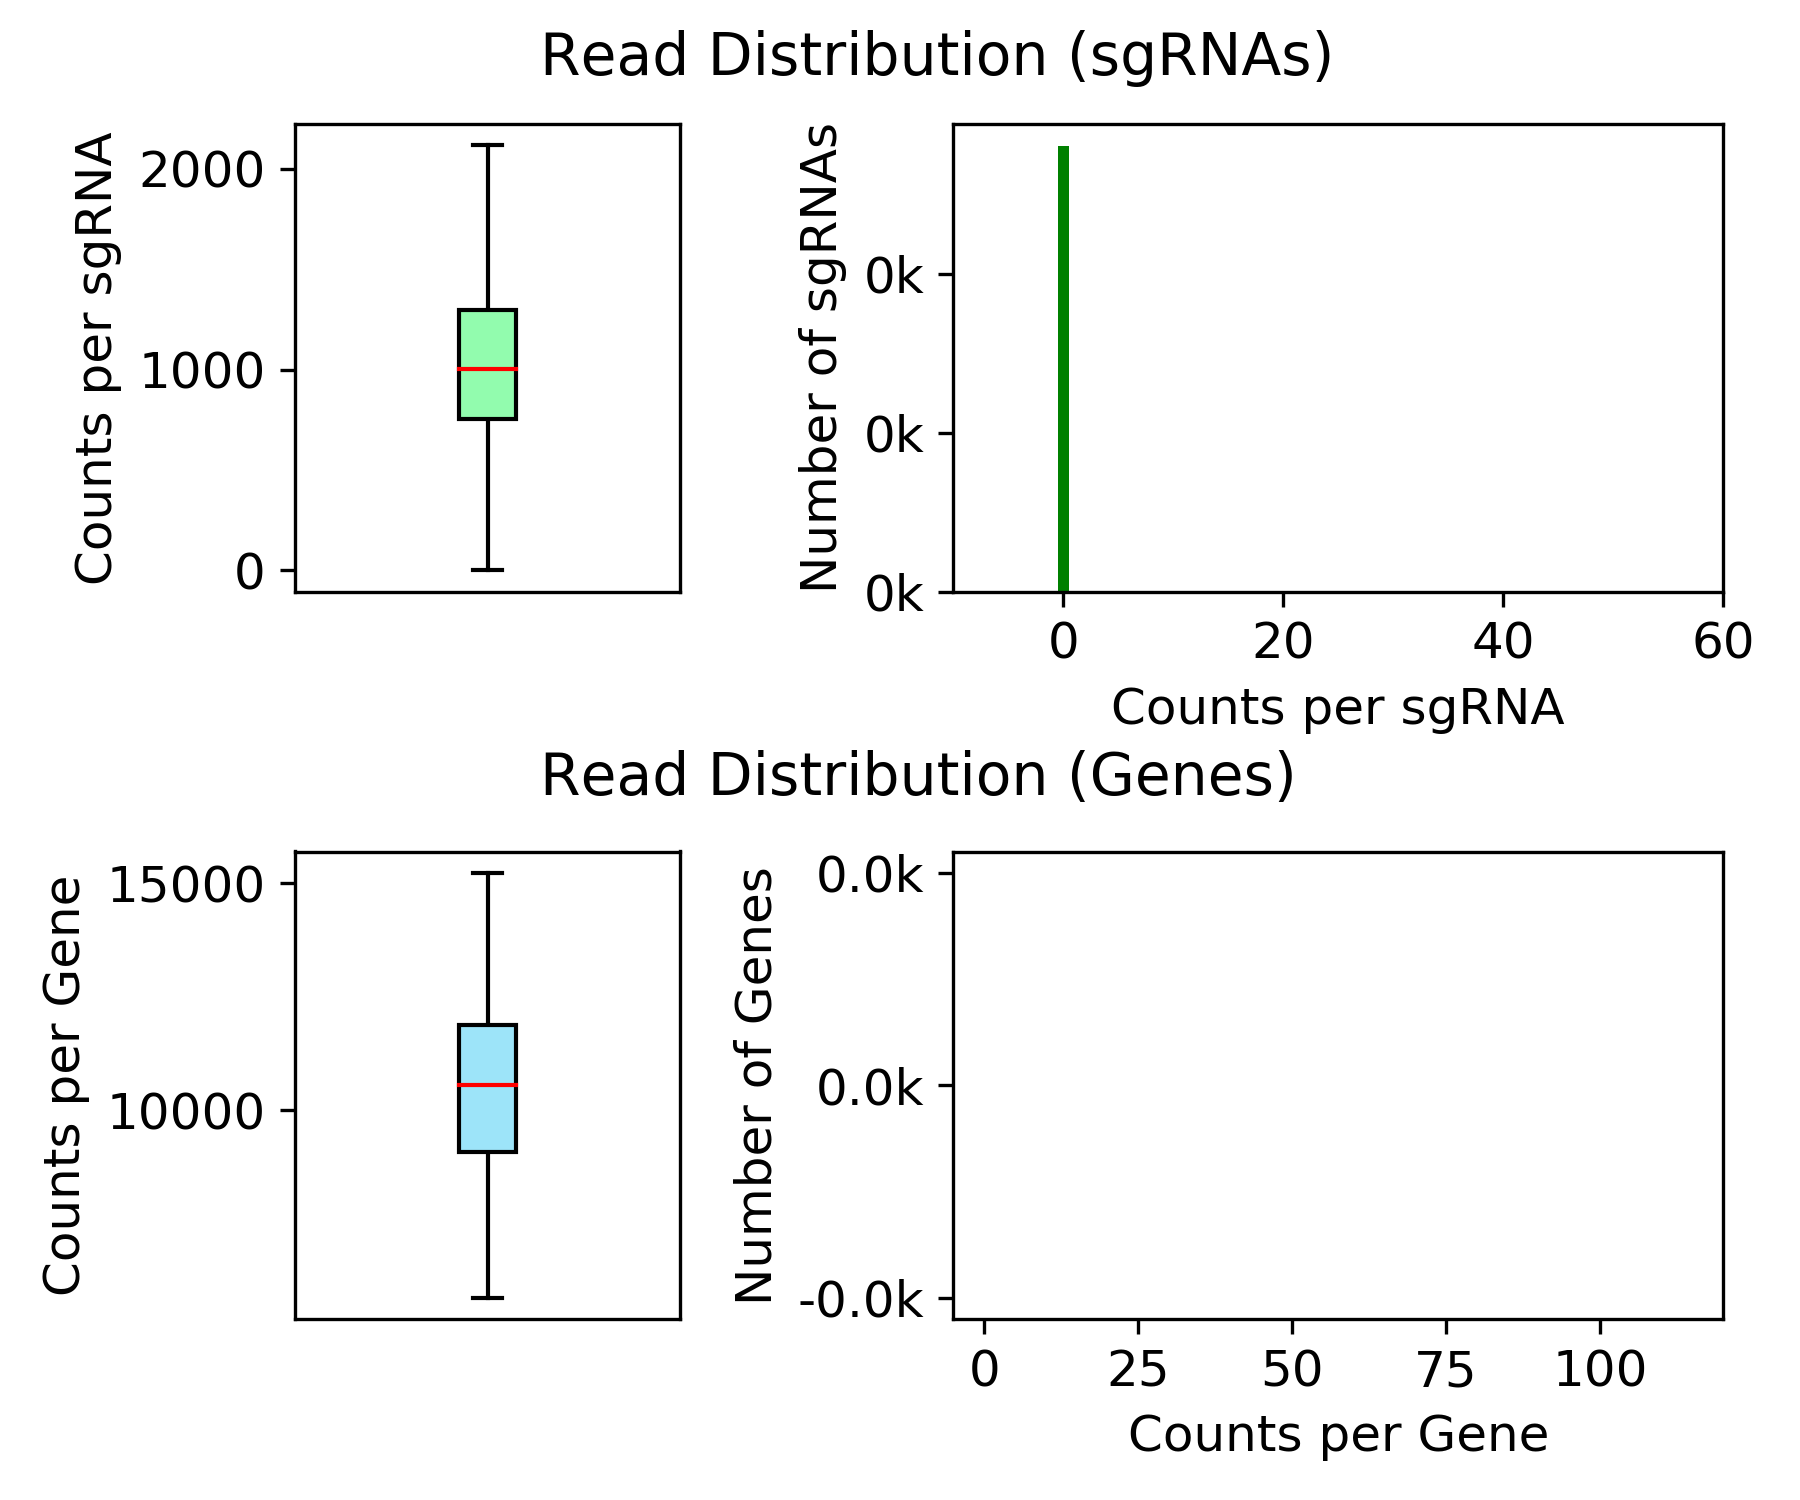 Read Distribution (sgRNAs)
Counts per sgRNA
2000
1000
0
Number of sgRNAs
0k
0k
0k
0
20
40
60
Counts per sgRNA
Read Distribution (Genes)
Counts per Gene
15000
10000
Number of Genes
0.0k
0.0k
-0.0k
0
25
50
75
100
Counts per Gene